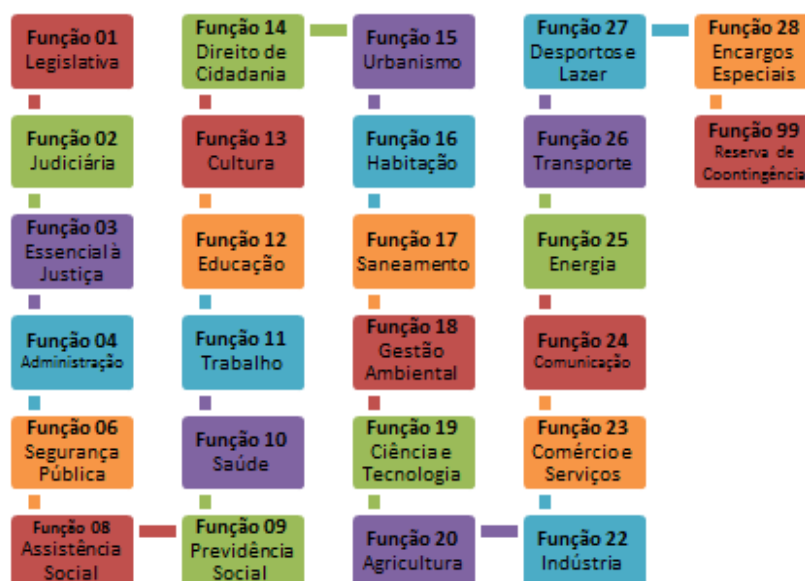 Função 01
Legislativa
Função 02
Judiciária
Função 03
Essencial à
Justiça
Função 04
Administração
Função 06
Segurança
Pública
Função 08
Assistência
Social
Função 09
Previdência
Social
Função 10
Saúde
Função 11
Trabalho
Função 12
Educação
Função 13
Cultura
Função 14
Direito de
Cidadania
Função 15
Urbanismo
Função 16
Habitação
Função 17
Saneamento
Função 18
Gestão
Ambiental
Função 19
Ciência e
Tecnologia
Função 20
Agricultura
Função 22
Indústria
Função 23
Comércio e
Serviços
Função 24
Comunicação
Função 25
Energia
Função 26
Transporte
Função 27
Desportos e
Lazer
Função 28
Encargos
Especiais
Função 99
Reserva de
Coontingência